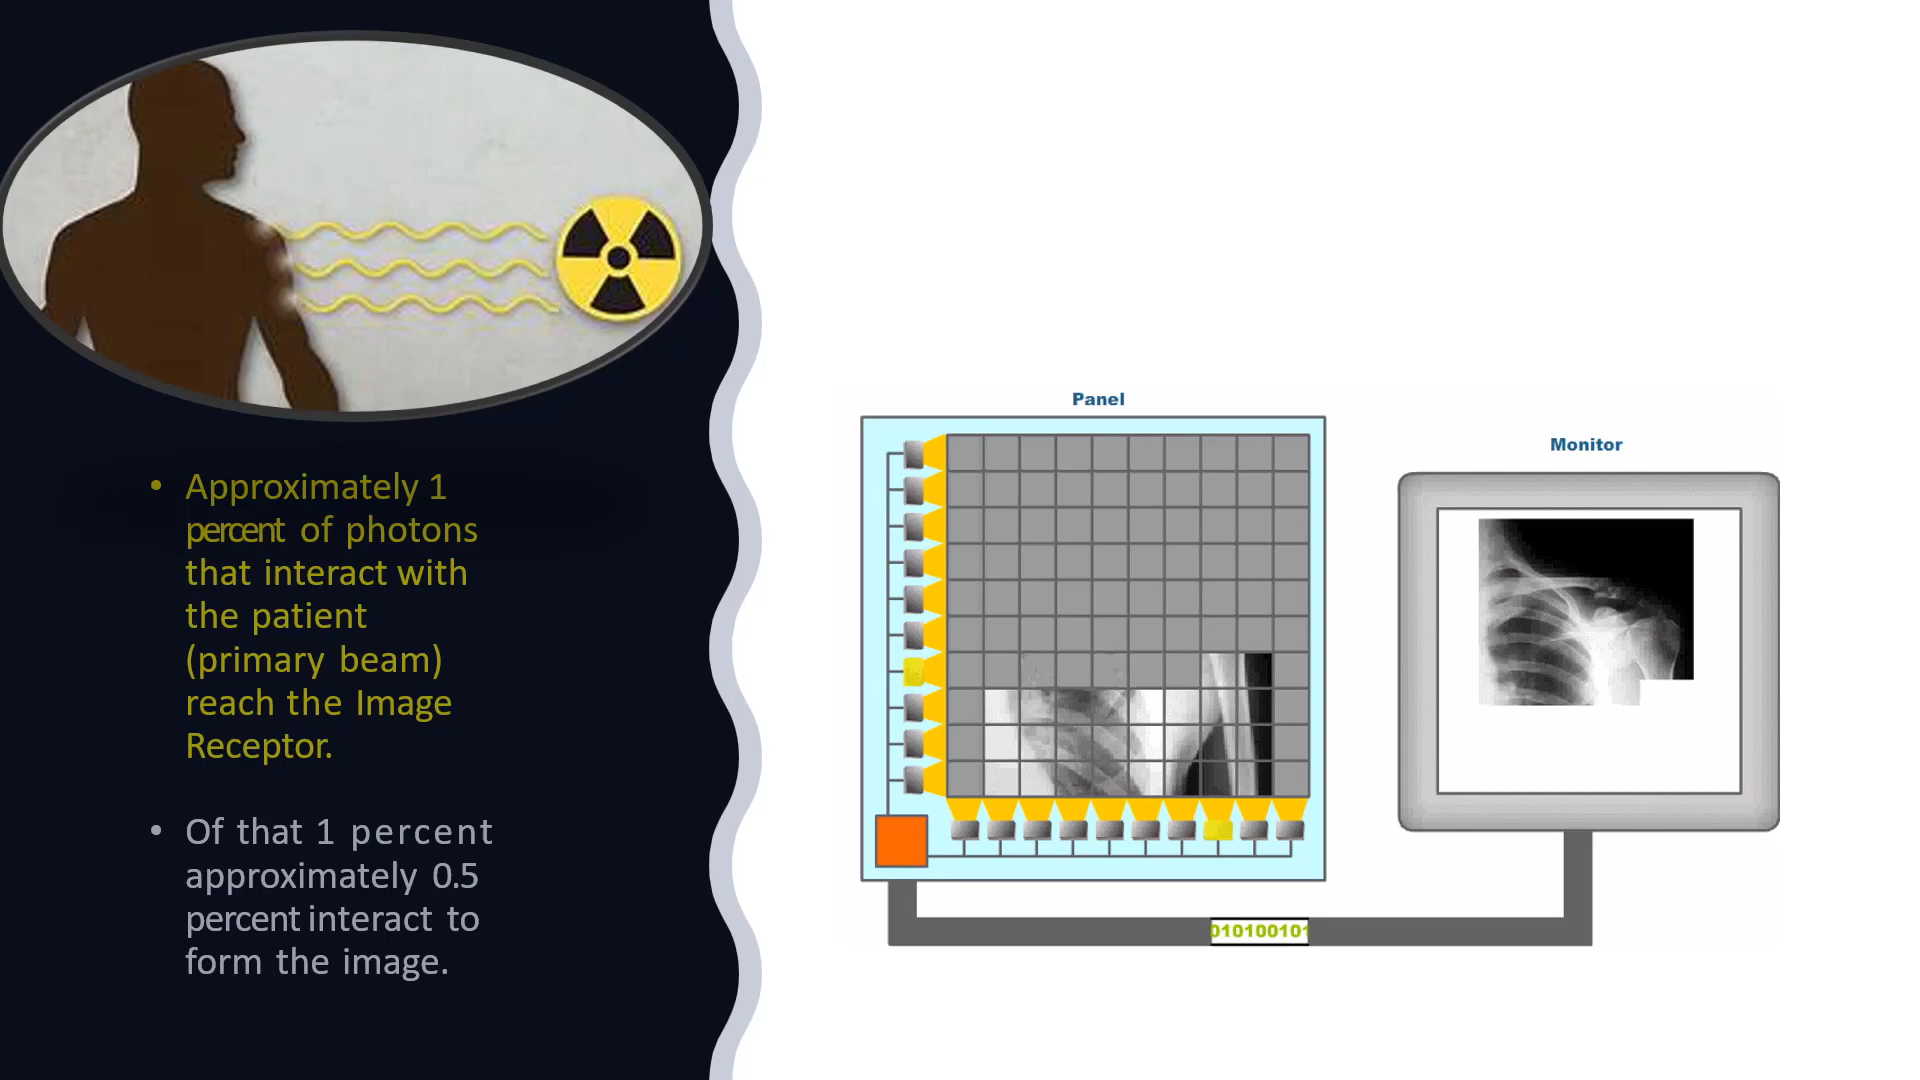 • Approximately 1
percent of photons
that interact with
the patient
(primary beam)
reach the Image
Receptor.
• Of that 1 percent
approximately 0.5
percent interact to
form the image.
Panel
Monitor
010100101